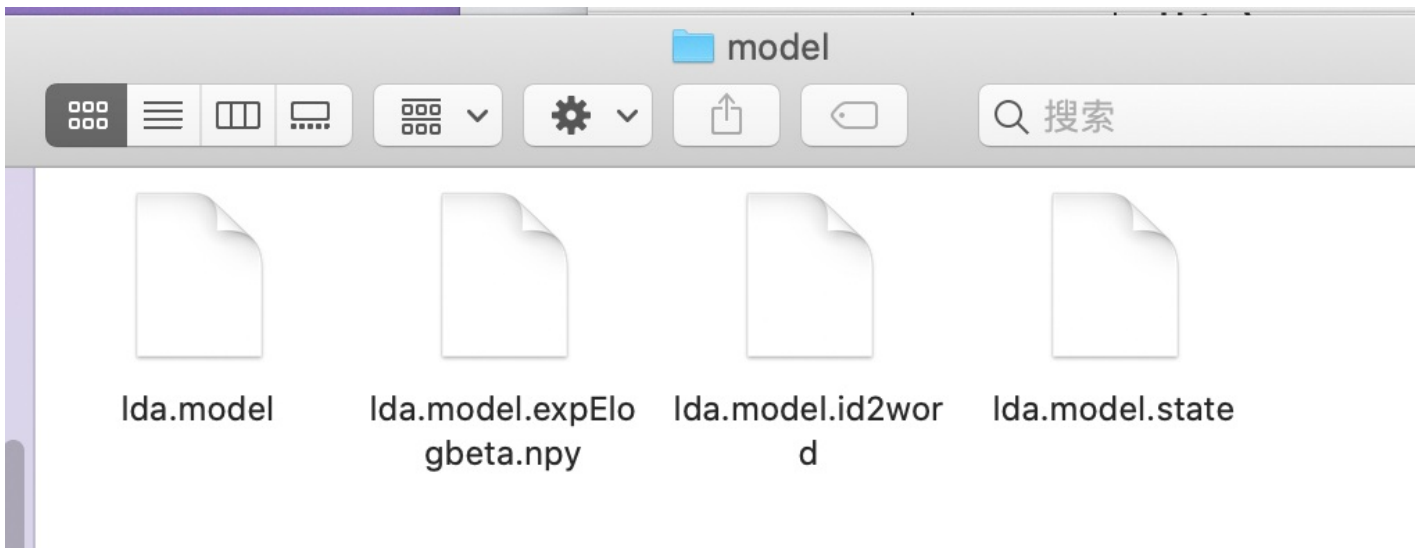 model
搜索
lda.model
lda.model.expElo
gbeta.npy
lda.model.id2wor
d
lda.model.state